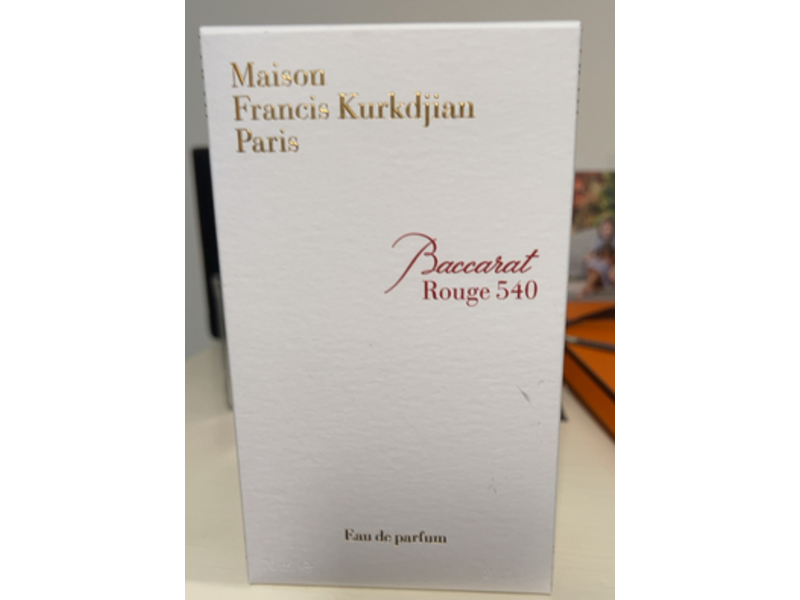 Maison
Francis Kurkdjian
Paris
Baccarat
Rouge 540
Eau de parfum